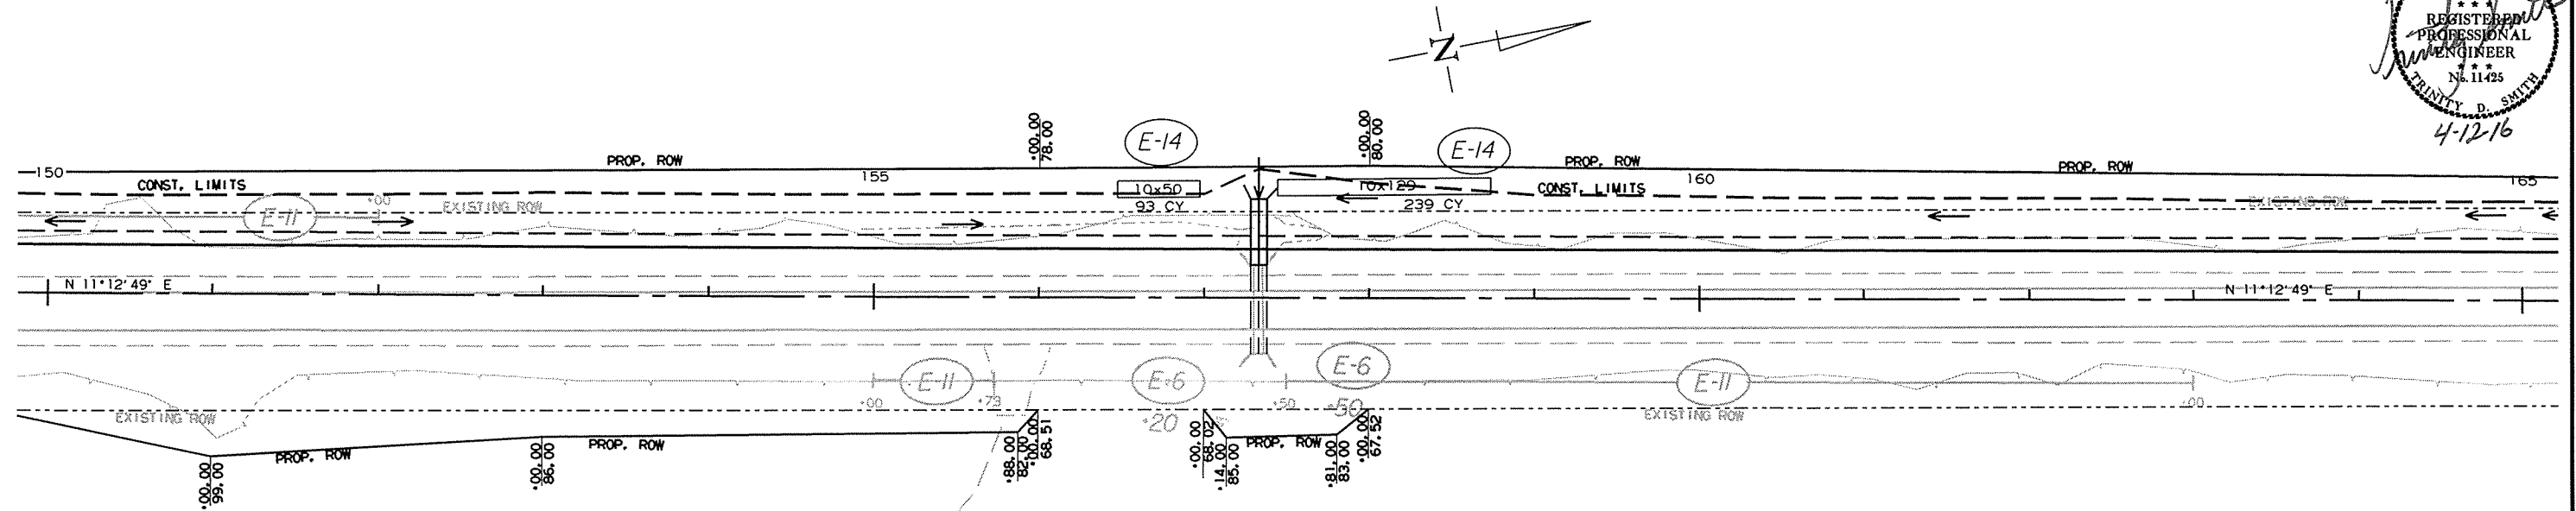 REGISTERED
PROFESSIONAL
ENGINEER
No. 11425
TRINITY D. SMITH
4-12-16
Z
+00.00
78.00
E-14
+00.00
80.00
E-14
150
PROP. ROW
155
PROP. ROW
160
PROP. ROW
165
CONST. LIMITS
10x50
10x129
CONST. LIMITS
+00
EXISTING ROW
93 CY
239 CY
EXISTING ROW
E-11
N 11°12'49" E
N 11°12'49" E
E-11
E-6
E-6
E-11
+00
+73
+50
+50
+00
EXISTING ROW
+20
EXISTING ROW
PROP. ROW
PROP. ROW
PROP. ROW
+00.00
99.00
+00.00
86.00
+88.00
82.00
+00.00
68.51
+00.00
68.02
+14.00
85.00
+81.00
83.00
+00.00
67.52